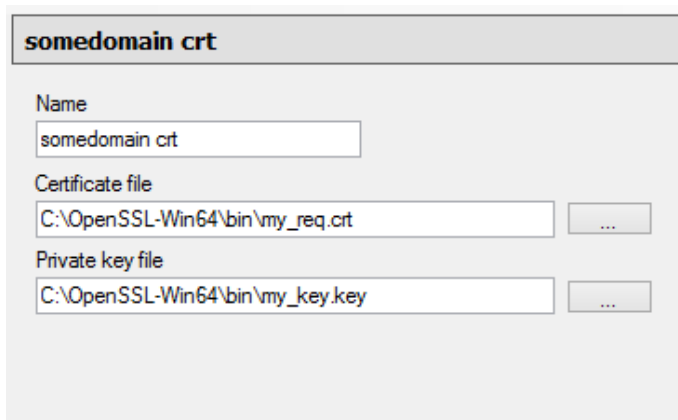 somedomain crt
Name
somedomain crt
Certificate file
C:\OpenSSL-Win64\bin\my_req.crt
...
Private key file
C:\OpenSSL-Win64\bin\my_key.key
...